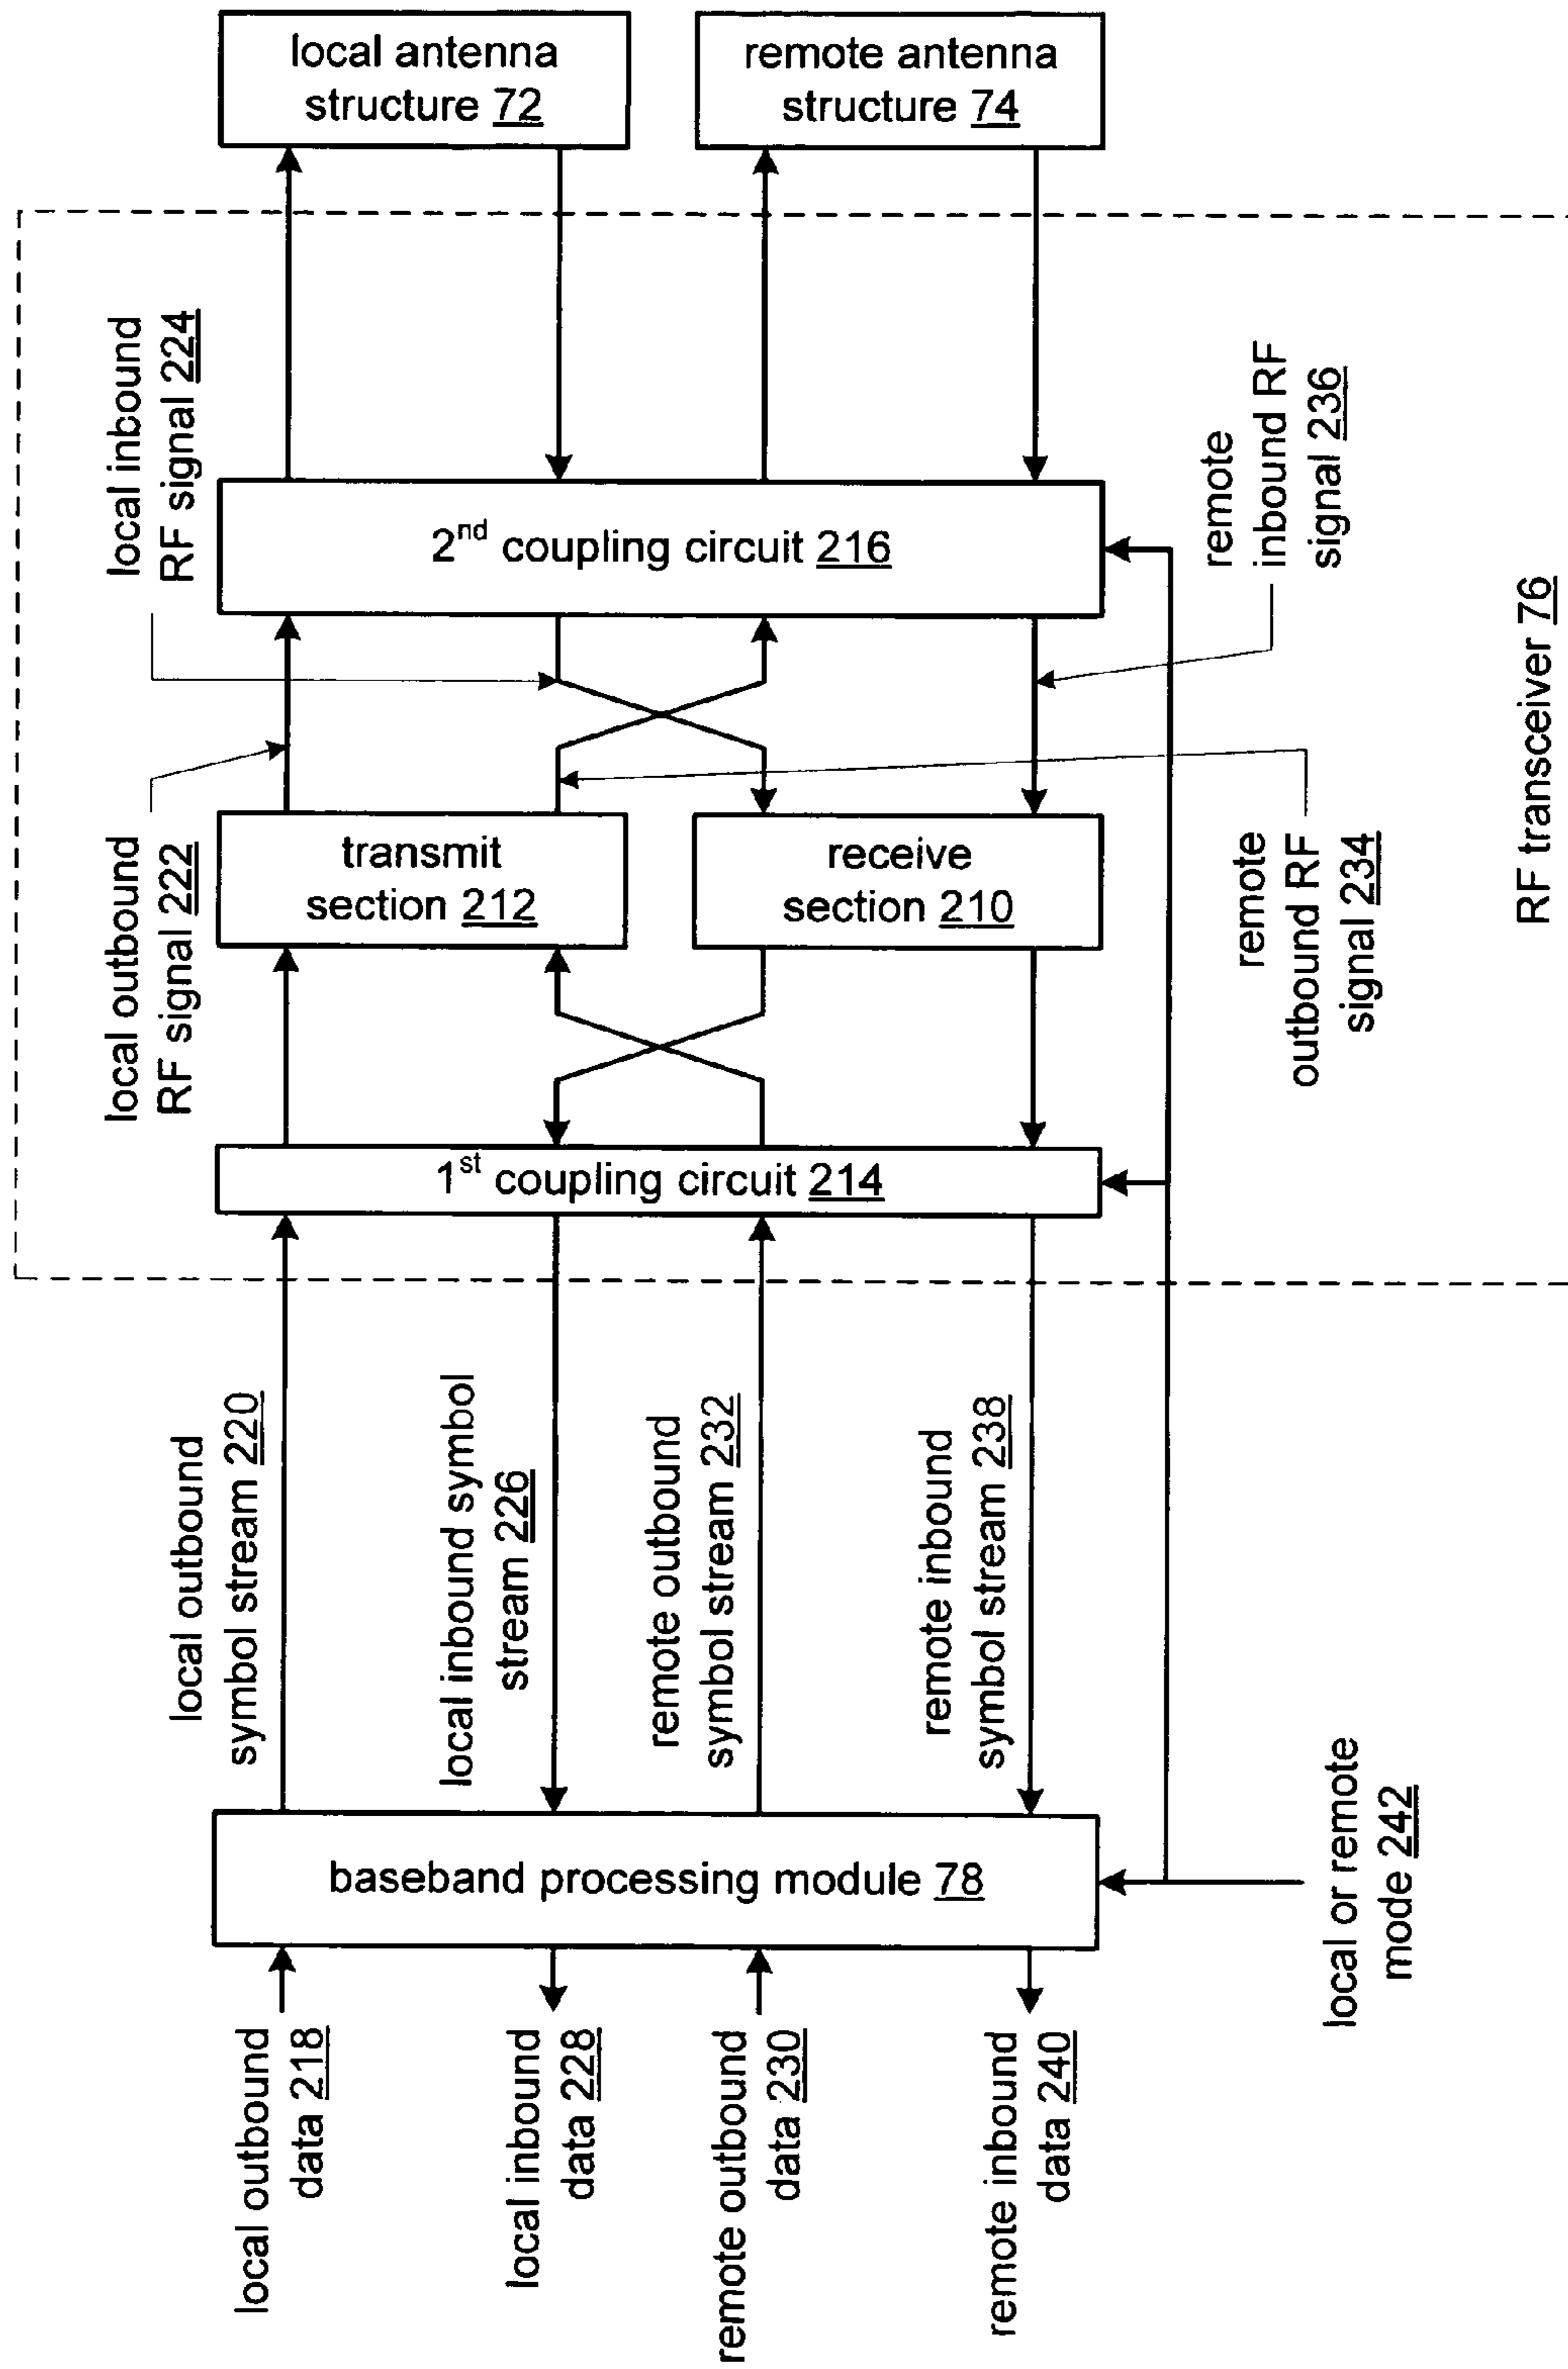 local outbound
data 218
local inbound
data 228
remote outbound
data 230
remote inbound
data 240
baseband processing module 78
local or remote
mode 242
local outbound
symbol stream 220
local inbound symbol
stream 226
remote outbound
symbol stream 232
remote inbound
symbol stream 238
1st coupling circuit 214
local outbound
RF signal 222
transmit
section 212
receive
section 210
remote
outbound RF
signal 234
local inbound
RF signal 224
2nd coupling circuit 216
remote
inbound RF
signal 236
RF transceiver 76
local antenna
structure 72
remote antenna
structure 74